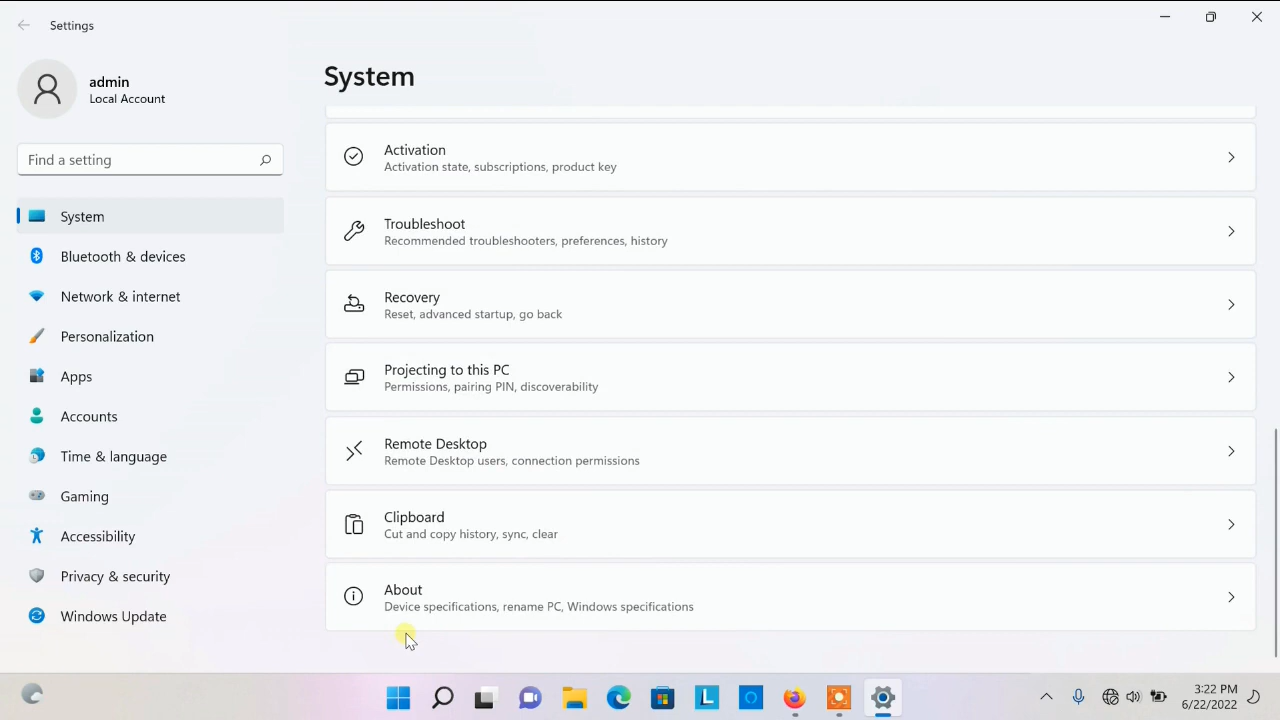 Settings
admin
Local Account
Find a setting
System
Bluetooth & devices
Network & internet
Personalization
Apps
Accounts
Time & language
Gaming
Accessibility
Privacy & security
Windows Update
System
Activation
Activation state, subscriptions, product key
Troubleshoot
Recommended troubleshooters, preferences, history
Recovery
Reset, advanced startup, go back
Projecting to this PC
Permissions, pairing PIN, discoverability
Remote Desktop
Remote Desktop users, connection permissions
Clipboard
Cut and copy history, sync, clear
About
Device specifications, rename PC, Windows specifications
L
3:22 PM
6/22/2022